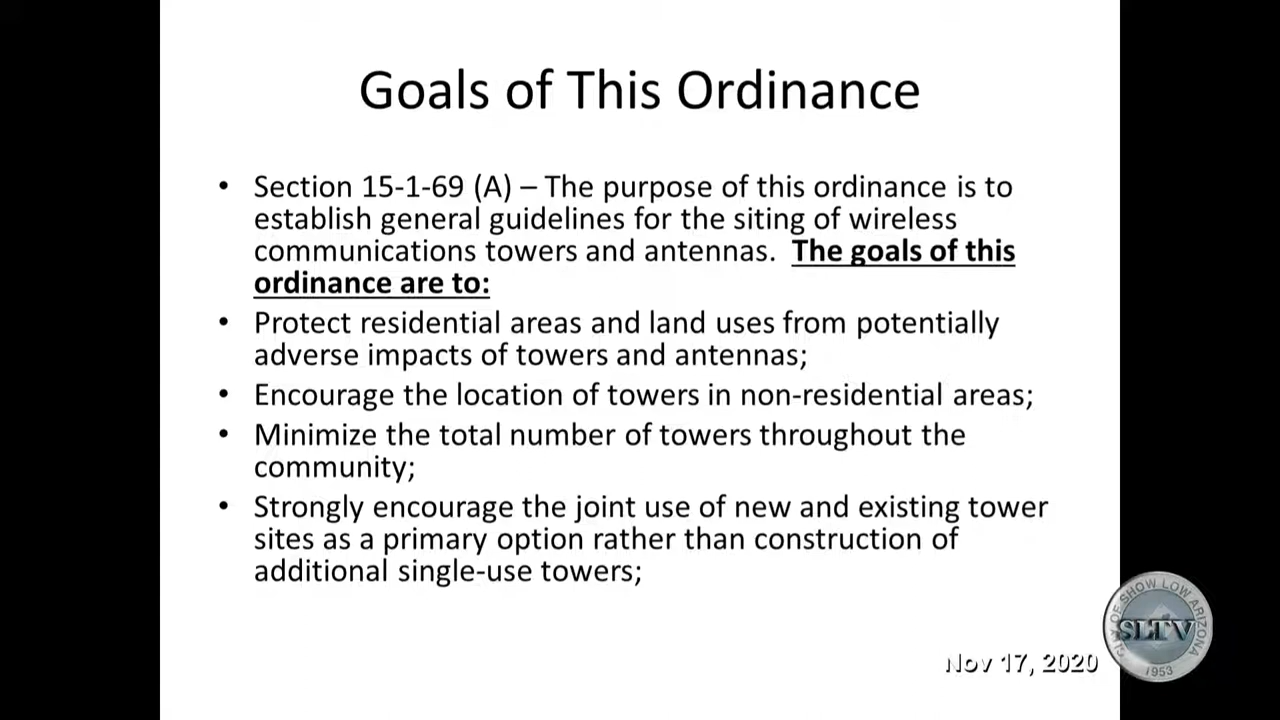 Goals of This Ordinance
• Section 15-1-69 (A) – The purpose of this ordinance is to
establish general guidelines for the siting of wireless
communications towers and antennas. The goals of this
ordinance are to:
• Protect residential areas and land uses from potentially
adverse impacts of towers and antennas;
• Encourage the location of towers in non-residential areas;
• Minimize the total number of towers throughout the
community;
• Strongly encourage the joint use of new and existing tower
sites as a primary option rather than construction of
additional single-use towers;
CITY OF SHOW LOW ARIZONA
SLTV
1953
Nov 17, 2020